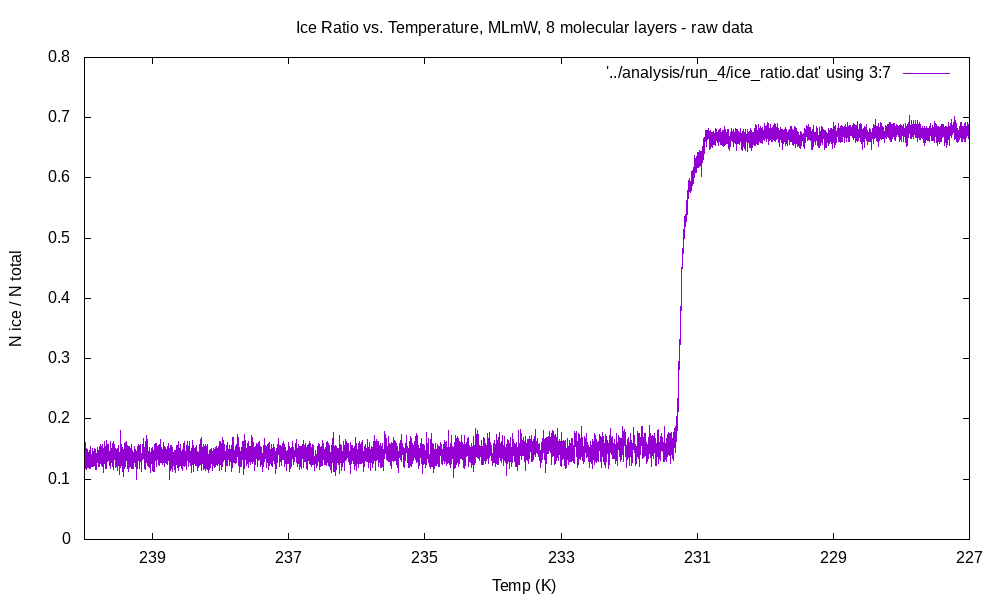 Ice Ratio vs. Temperature, MLmW, 8 molecular layers - raw data
'../analysis/run_4/ice_ratio.dat' using 3:7
N ice / N total
0.8
0.7
0.6
0.5
0.4
0.3
0.2
0.1
0
239 237 235 233 231 229 227
Temp (K)